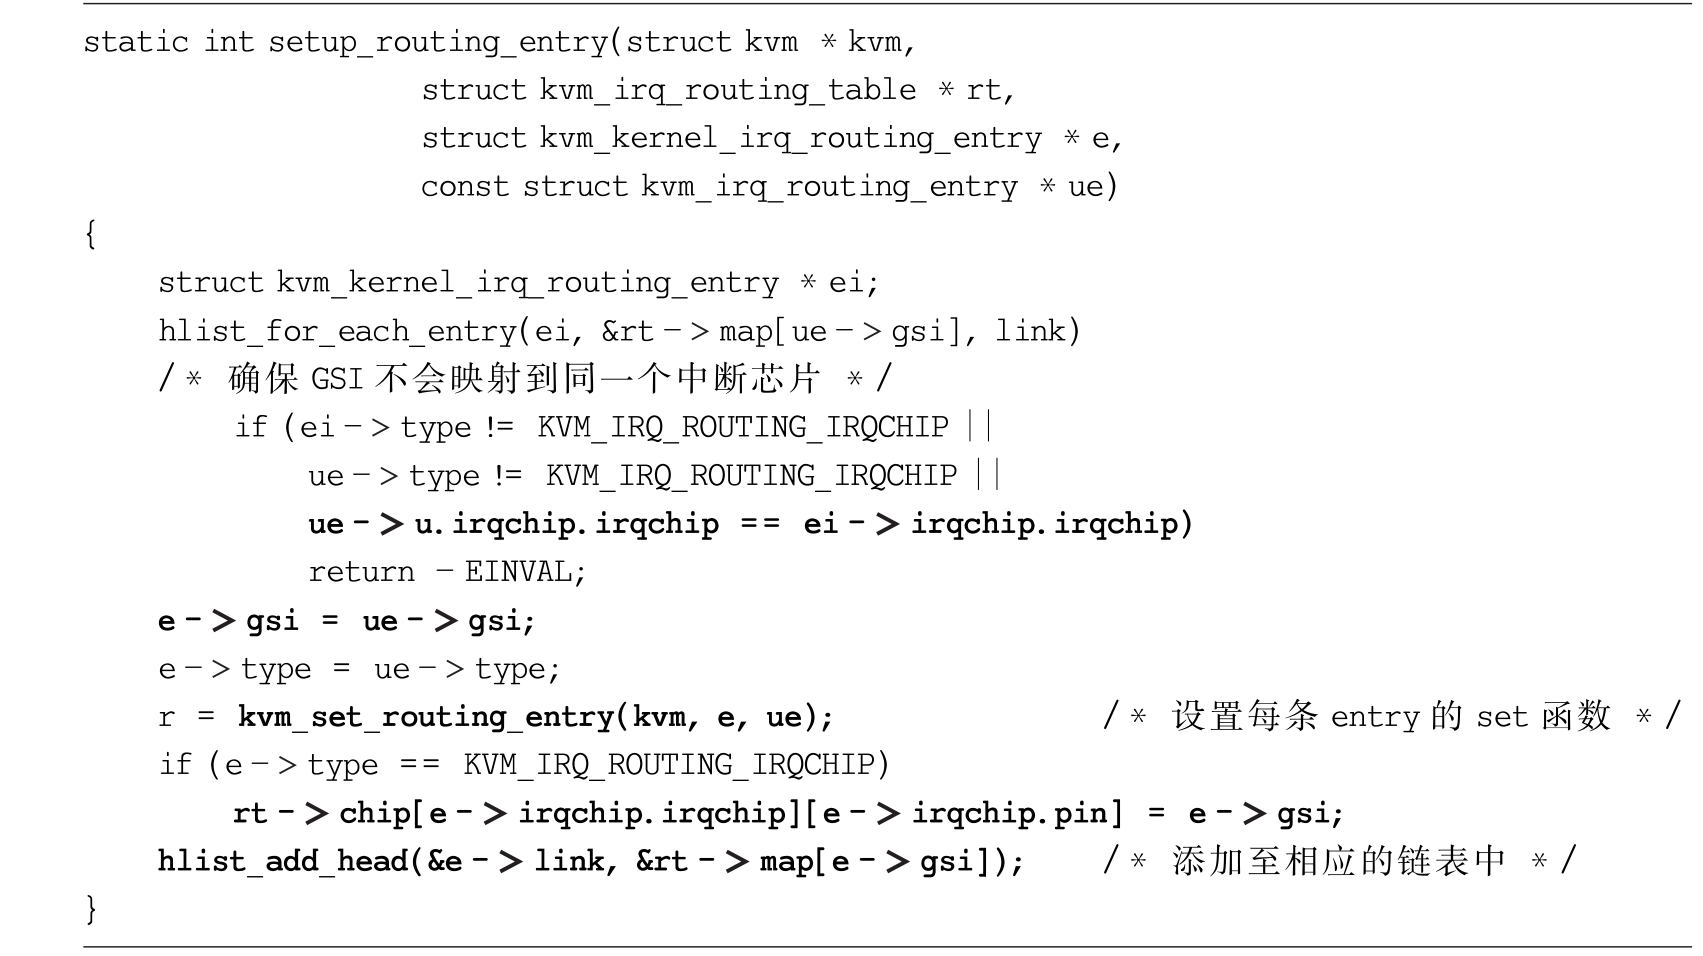 static int setup_routing_entry(struct kvm * kvm,
struct kvm_irq_routing_table * rt,
struct kvm_kernel_irq_routing_entry * e,
const struct kvm_irq_routing_entry * ue)
{
struct kvm_kernel_irq_routing_entry * ei;
hlist_for_each_entry(ei, &rt->map[ue->gsi], link)
/* 确保 GSI 不会映射到同一个中断芯片 */
if (ei->type != KVM_IRQ_ROUTING_IRQCHIP ||
ue->type != KVM_IRQ_ROUTING_IRQCHIP ||
ue->u.irqchip.irqchip == ei->irqchip.irqchip)
return -EINVAL;
e->gsi = ue->gsi;
e->type = ue->type;
r = kvm_set_routing_entry(kvm, e, ue); /* 设置每条 entry 的 set 函数 */
if (e->type == KVM_IRQ_ROUTING_IRQCHIP)
rt->chip[e->irqchip.irqchip][e->irqchip.pin] = e->gsi;
hlist_add_head(&e->link, &rt->map[e->gsi]); /* 添加至相应的链表中 */
}